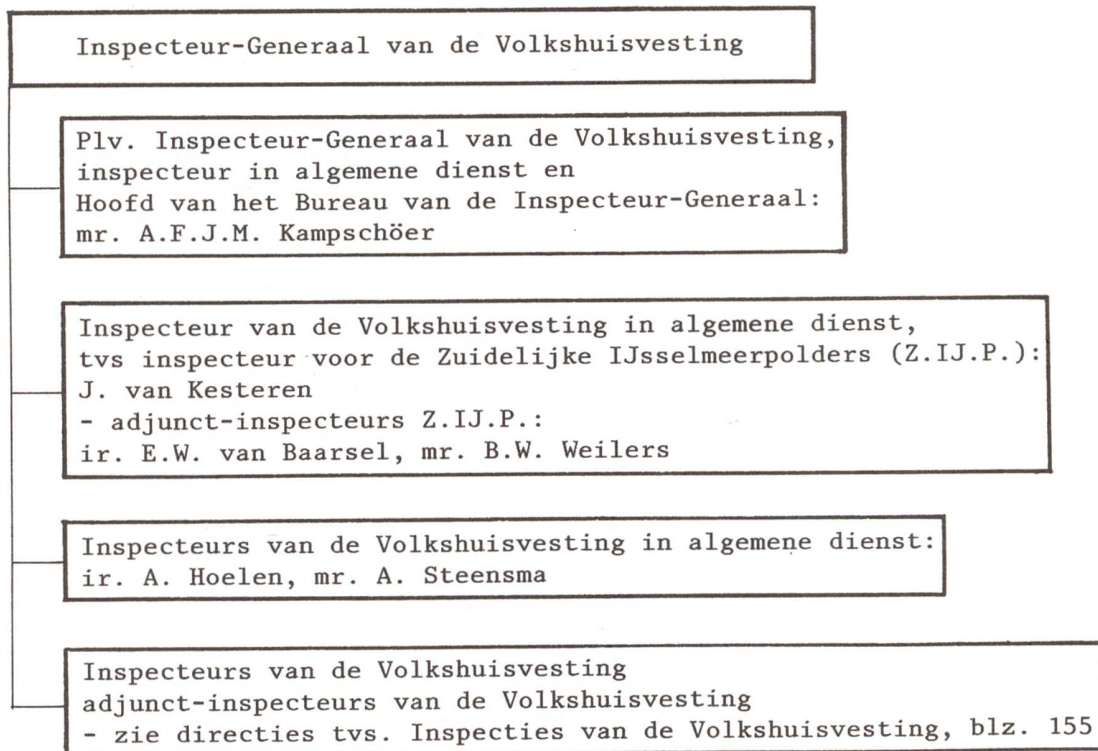 Inspecteur-Generaal van de Volkshuisvesting
Plv. Inspecteur-Generaal van de Volkshuisvesting,
inspecteur in algemene dienst en
Hoofd van het Bureau van de Inspecteur-Generaal:
mr. A.F.J.M. Kampschöer
Inspecteur van de Volkshuisvesting in algemene dienst,
tvs inspecteur voor de Zuidelijke IJsselmeerpolders (Z.IJ.P.):
J. van Kesteren
- adjunct-inspecteurs Z.IJ.P.:
ir. E.W. van Baarsel, mr. B.W. Weilers
Inspecteurs van de Volkshuisvesting in algemene dienst:
ir. A. Hoelen, mr. A. Steensma
Inspecteurs van de Volkshuisvesting
adjunct-inspecteurs van de Volkshuisvesting
- zie directies tvs. Inspecties van de Volkshuisvesting, blz. 155